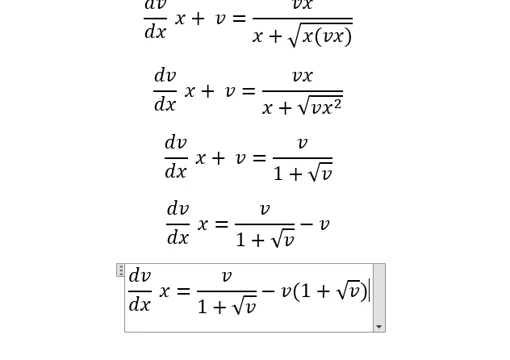 dv/dx x + v = vx/(x + √(x(vx)))
dv/dx x + v = vx/(x + √(vx²))
dv/dx x + v = v/(1 + √v)
dv/dx x = v/(1 + √v) − v
dv/dx x = v/(1 + √v) − v(1 + √v)